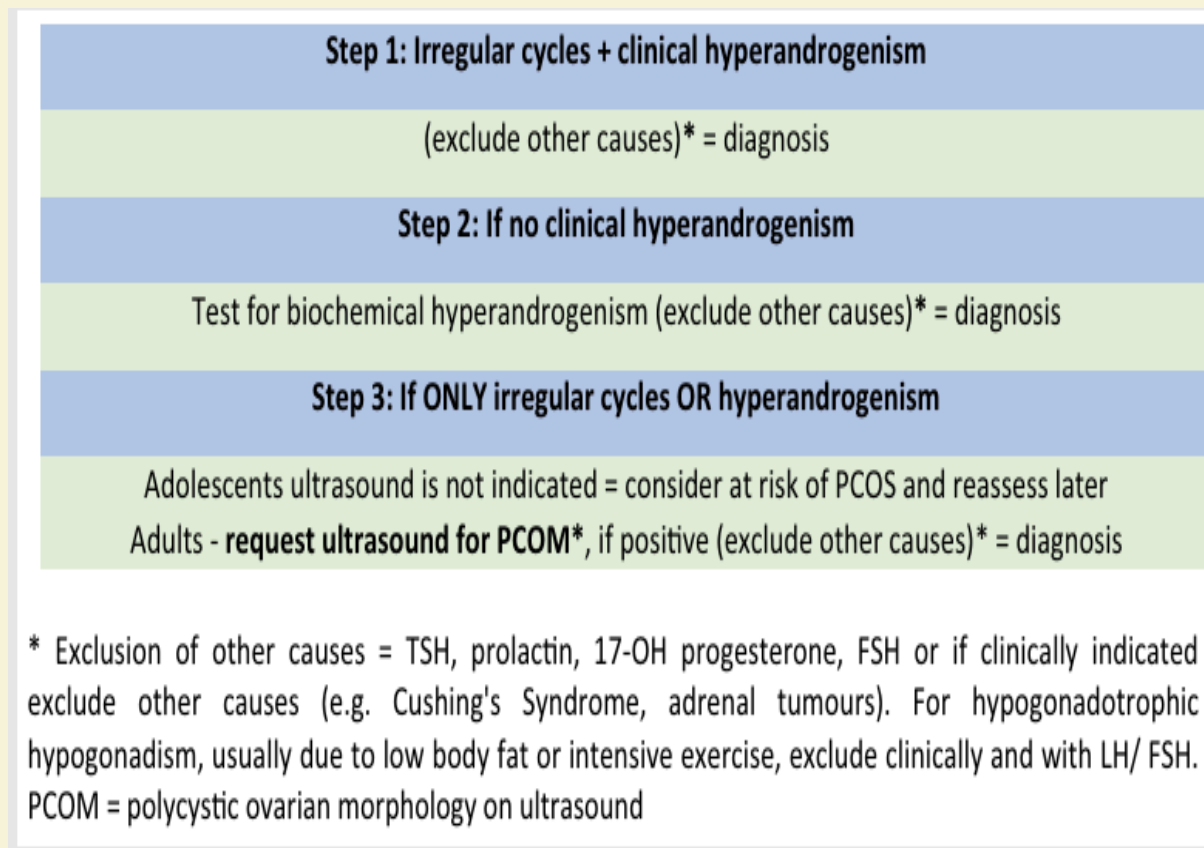 Step 1: Irregular cycles + clinical hyperandrogenism
(exclude other causes)* = diagnosis
Step 2: If no clinical hyperandrogenism
Test for biochemical hyperandrogenism (exclude other causes)* = diagnosis
Step 3: If ONLY irregular cycles OR hyperandrogenism
Adolescents ultrasound is not indicated = consider at risk of PCOS and reassess later
Adults - request ultrasound for PCOM*, if positive (exclude other causes)* = diagnosis
* Exclusion of other causes = TSH, prolactin, 17-OH progesterone, FSH or if clinically indicated
exclude other causes (e.g. Cushing's Syndrome, adrenal tumours). For hypogonadotrophic
hypogonadism, usually due to low body fat or intensive exercise, exclude clinically and with LH/ FSH.
PCOM = polycystic ovarian morphology on ultrasound